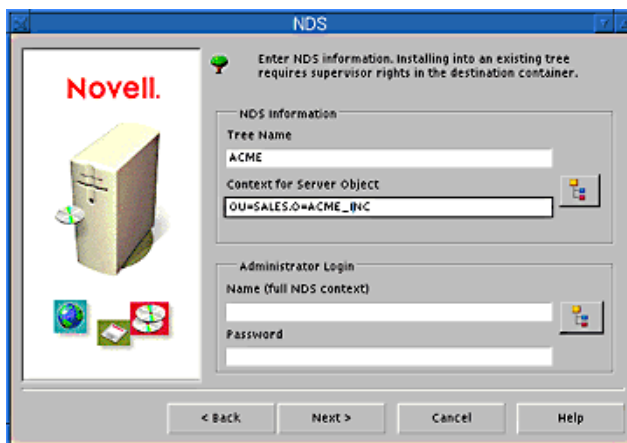 NDS
Novell.
Enter NDS information. Installing into an existing tree
requires supervisor rights in the destination container.
NDS Information
Tree Name
ACME
Context for Server Object
OU=SALES.O=ACME_INC
Administrator Login
Name (full NDS context)
Password
< Back
Next >
Cancel
Help